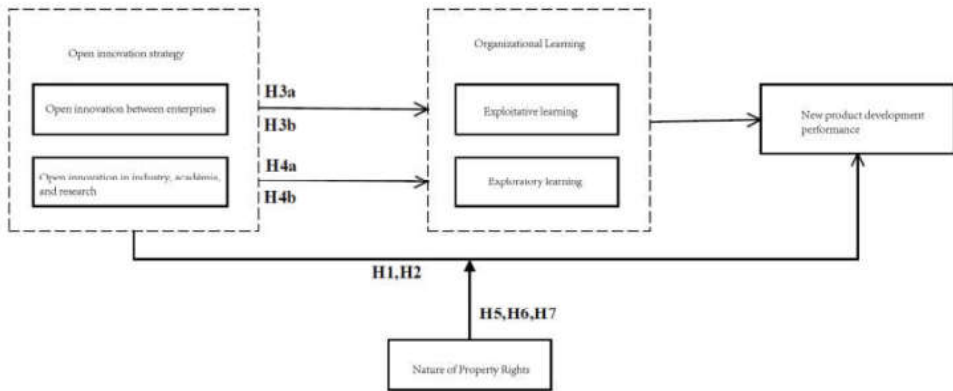 Open innovation strategy
Open innovation between enterprises
Open innovation in industry, académie,
and research
H3a
H3b
H4a
H4b
Organizational Learning
Exploitative learning
Exploratory learning
New product development
performance
H1,H2
H5,H6,H7
Nature of Property Rights